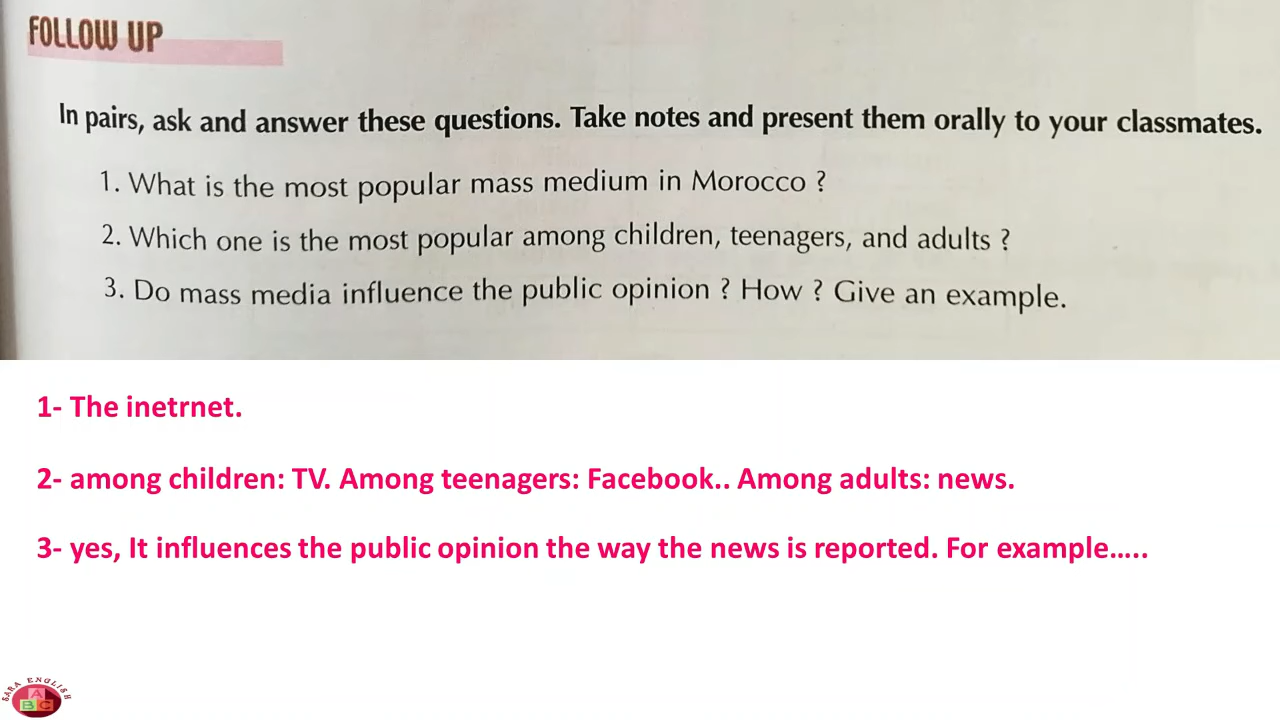 FOLLOW UP
In pairs, ask and answer these questions. Take notes and present them orally to your classmates.
1. What is the most popular mass medium in Morocco ?
2. Which one is the most popular among children, teenagers, and adults ?
3. Do mass media influence the public opinion ? How ? Give an example.
1- The inetrnet.
2- among children: TV. Among teenagers: Facebook.. Among adults: news.
3- yes, It influences the public opinion the way the news is reported. For example…..
SARA ENGLISH
A
B C